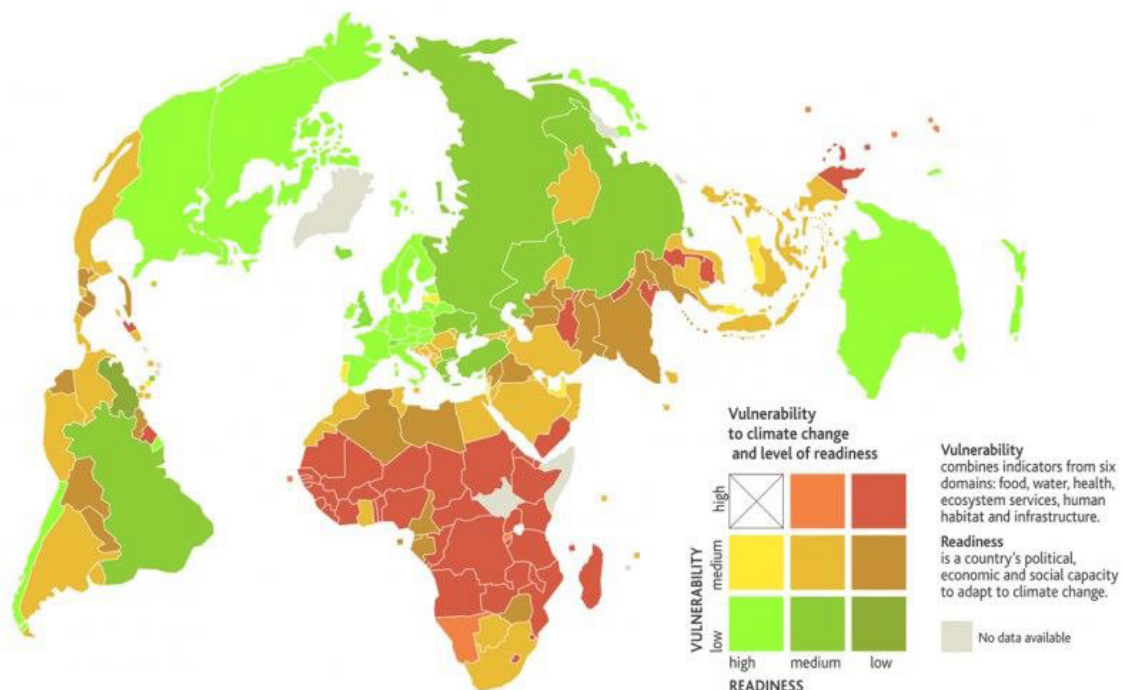 Vulnerability
to climate change
and level of readiness
high
medium
low
VULNERABILITY
high medium low
READINESS
Vulnerability
combines indicators from six
domains: food, water, health,
ecosystem services, human
habitat and infrastructure.
Readiness
is a country's political,
economic and social capacity
to adapt to climate change.
No data available